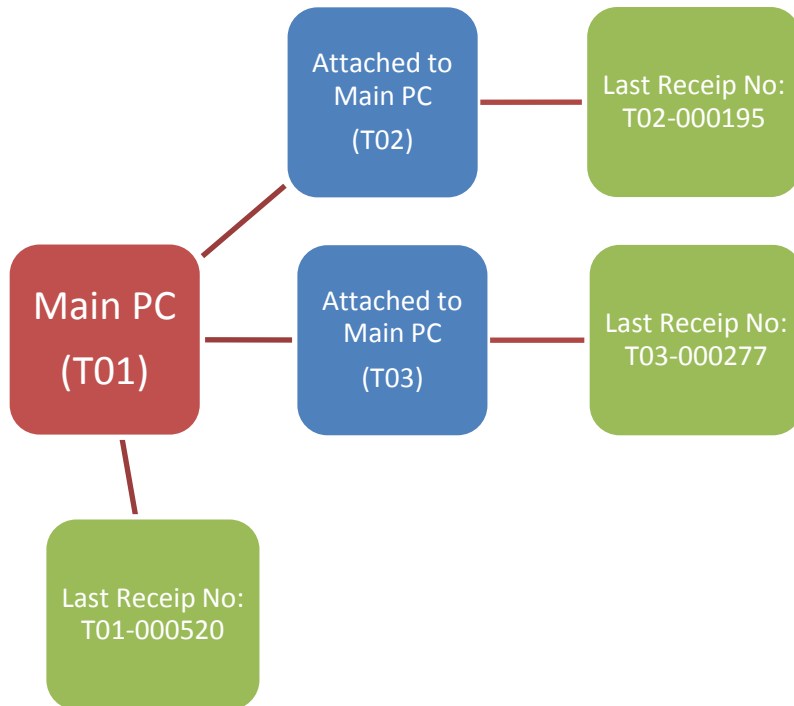 Attached to
Main PC
(T02)
Last Receip No:
T02-000195
Main PC
(T01)
Attached to
Main PC
(T03)
Last Receip No:
T03-000277
Last Receip No:
T01-000520